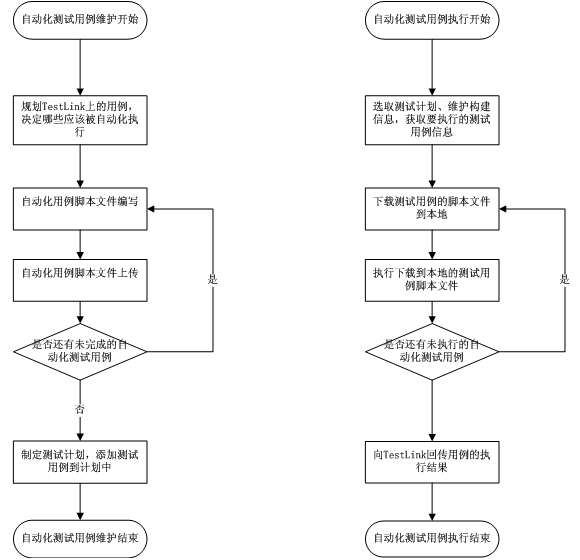 自动化测试用例维护开始
规划TestLink上的用例,
决定哪些应该被自动化执
行
自动化用例脚本文件编写
自动化用例脚本文件上传
是否还有未完成的自
动化测试用例
是
否
制定测试计划，添加测试
用例到计划中
自动化测试用例维护结束
自动化测试用例执行开始
选取测试计划、维护构建
信息，获取要执行的测试
用例信息
下载测试用例的脚本文件
到本地
执行下载到本地的测试用
例脚本文件
是否还有未执行的自
动化测试用例
是
向TestLink回传用例的执
行结果
自动化测试用例执行结束